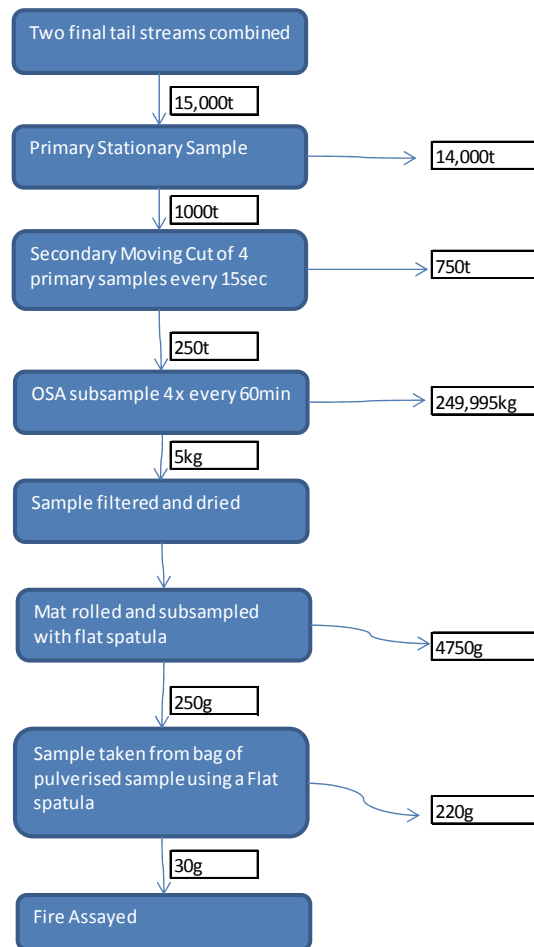 Two final tail streams combined
15,000t
Primary Stationary Sample
14,000t
1000t
Secondary Moving Cut of 4
primary samples every 15sec
750t
250t
OSA subsample 4 x every 60min
249,995kg
5kg
Sample filtered and dried
Mat rolled and subsampled
with flat spatula
4750g
250g
Sample taken from bag of
pulverised sample using a Flat
spatula
220g
30g
Fire Assayed